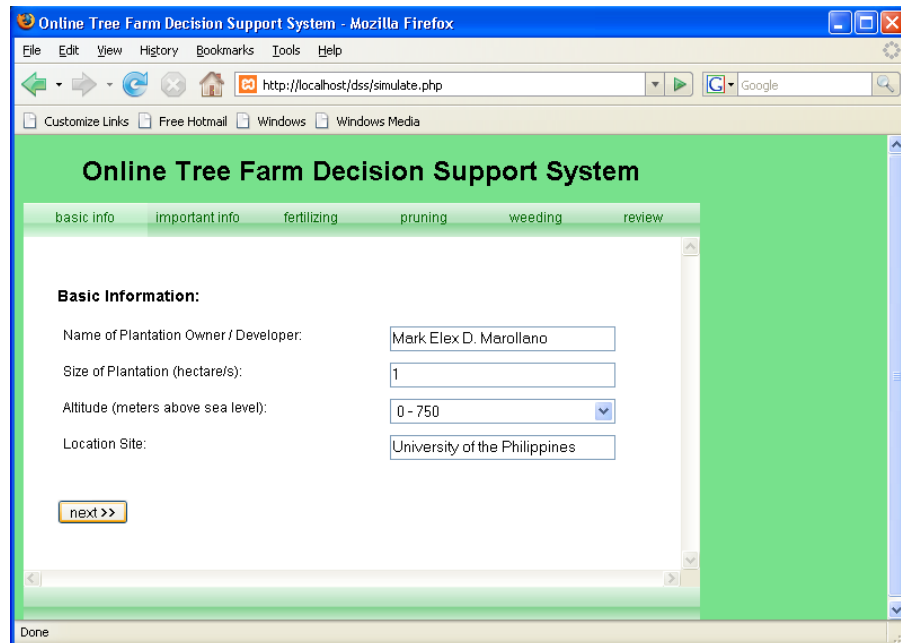 Online Tree Farm Decision Support System - Mozilla Firefox
File Edit View History Bookmarks Tools Help
http://localhost/dss/simulate.php G Google
Customize Links Free Hotmail Windows Windows Media
Online Tree Farm Decision Support System
basic info important info fertilizing pruning weeding review
Basic Information:
Name of Plantation Owner / Developer: Mark Elex D. Marollano
Size of Plantation (hectare/s): 1
Altitude (meters above sea level): 0 - 750
Location Site: University of the Philippines
next >>
Done